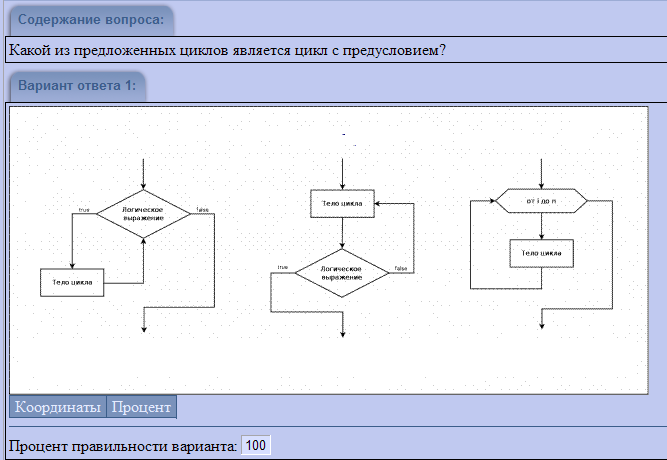 Содержание вопроса:
Какой из предложенных циклов является цикл с предусловием?
Вариант ответа 1:
true
Логическое
выражение
false
Тело цикла
Тело цикла
true
Логическое
выражение
false
от i до n
Тело цикла
Координаты Процент
Процент правильности варианта: 100